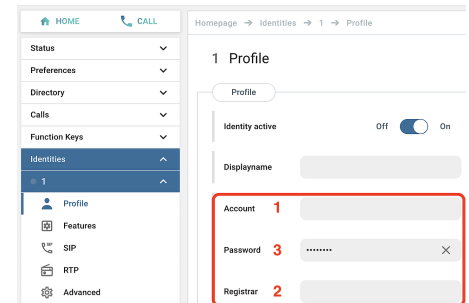 HOME CALL
Homepage → Identities → 1 → Profile
Status
Preferences
Directory
Calls
Function Keys
Identities
1
Profile
Features
SIP
RTP
Advanced
1 Profile
Profile
Identity active Off On
Displayname
Account 1
Password 3 ••••••••
Registrar 2